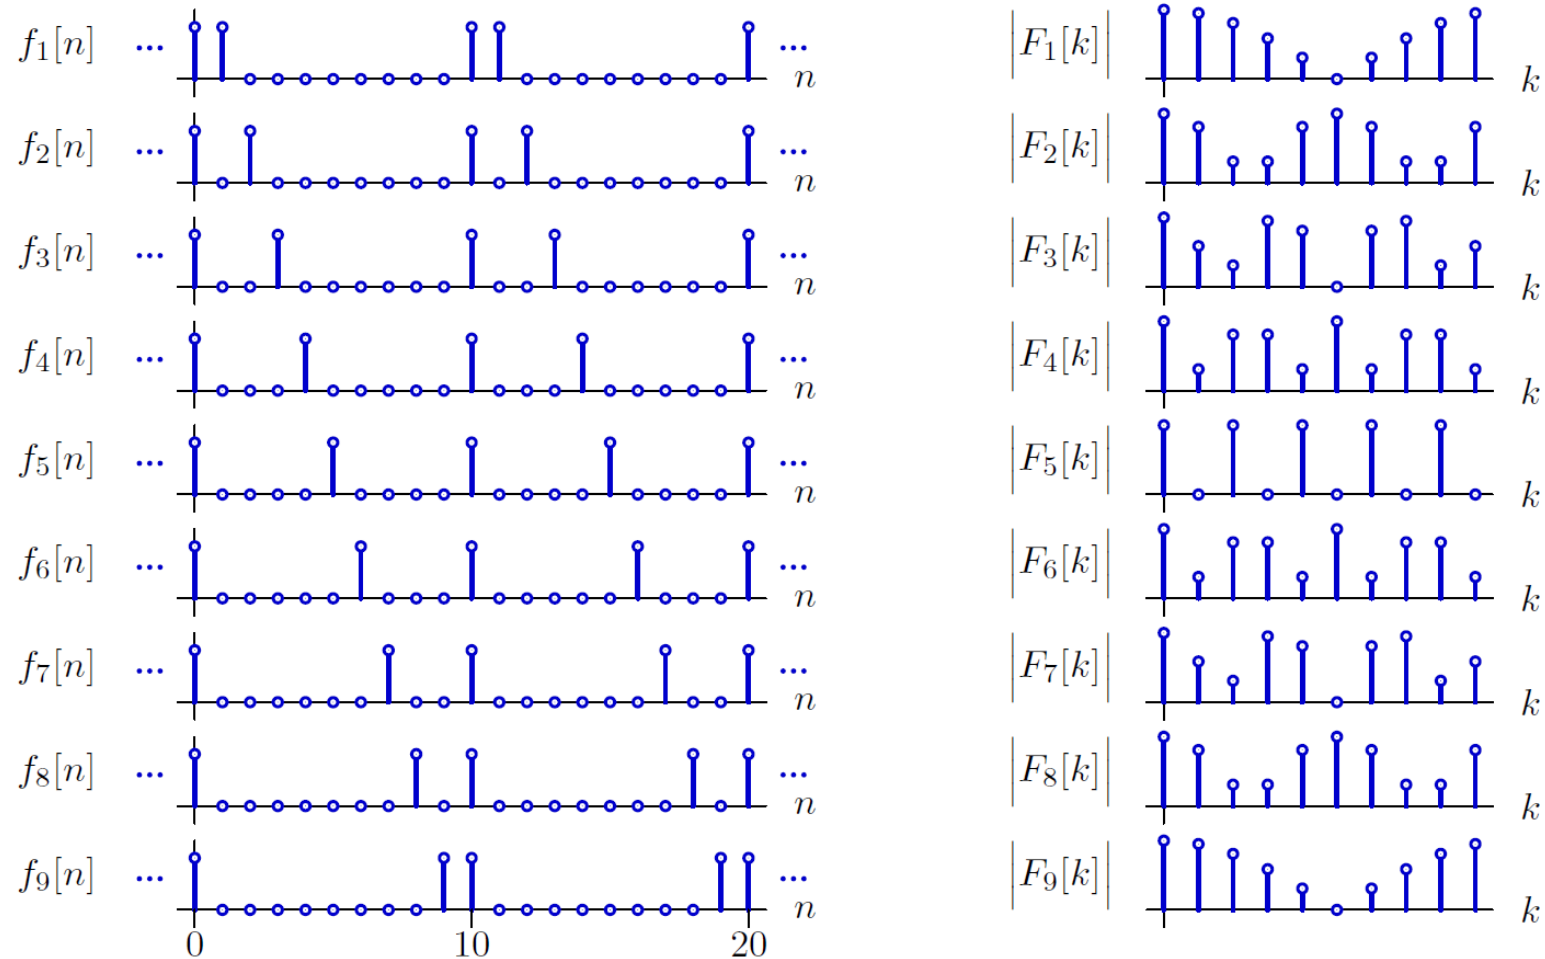 f₁[n] ... ... n |F₁[k]| k
f₂[n] ... ... n |F₂[k]| k
f₃[n] ... ... n |F₃[k]| k
f₄[n] ... ... n |F₄[k]| k
f₅[n] ... ... n |F₅[k]| k
f₆[n] ... ... n |F₆[k]| k
f₇[n] ... ... n |F₇[k]| k
f₈[n] ... ... n |F₈[k]| k
f₉[n] ... ... n |F₉[k]| k
0 10 20